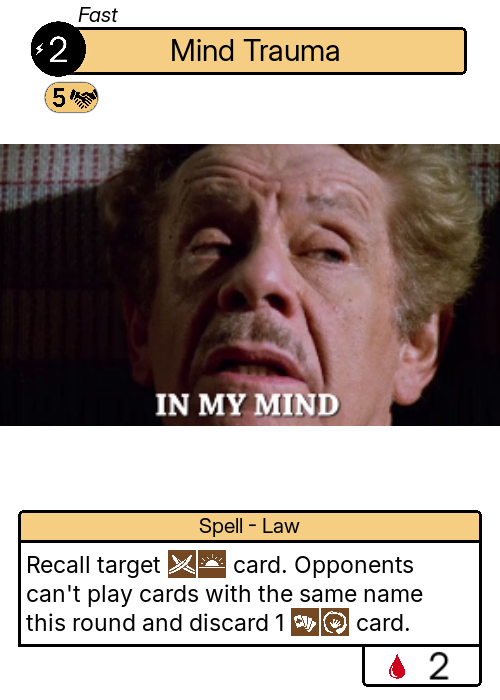 Fast
2
Mind Trauma
5
IN MY MIND
Spell - Law
Recall target card. Opponents
can't play cards with the same name
this round and discard 1 card.
2